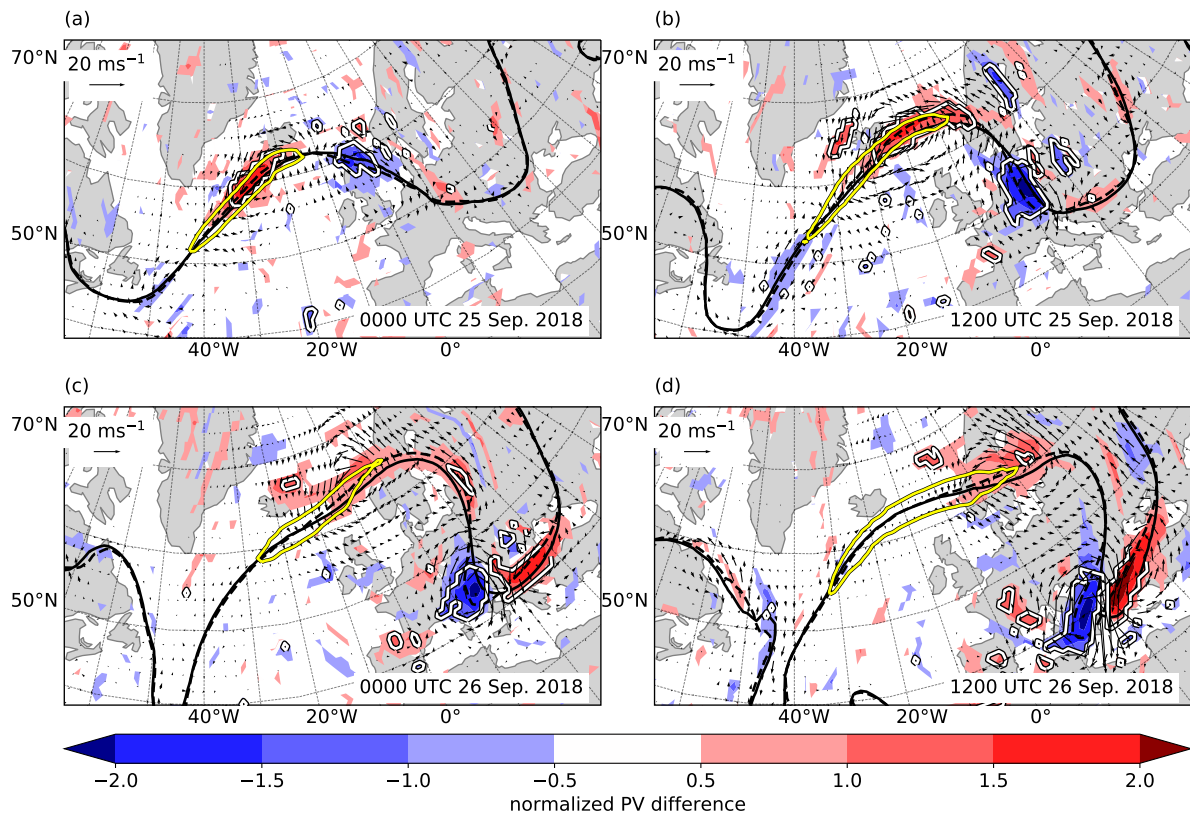 (a)
(b)
70°N
20 ms⁻¹
50°N
0000 UTC 25 Sep. 2018
40°W
20°W
0°
70°N
20 ms⁻¹
50°N
1200 UTC 25 Sep. 2018
40°W
20°W
0°
(c)
(d)
70°N
20 ms⁻¹
50°N
0000 UTC 26 Sep. 2018
40°W
20°W
0°
70°N
20 ms⁻¹
50°N
1200 UTC 26 Sep. 2018
40°W
20°W
0°
−2.0 −1.5 −1.0 −0.5 0.5 1.0 1.5 2.0
normalized PV difference